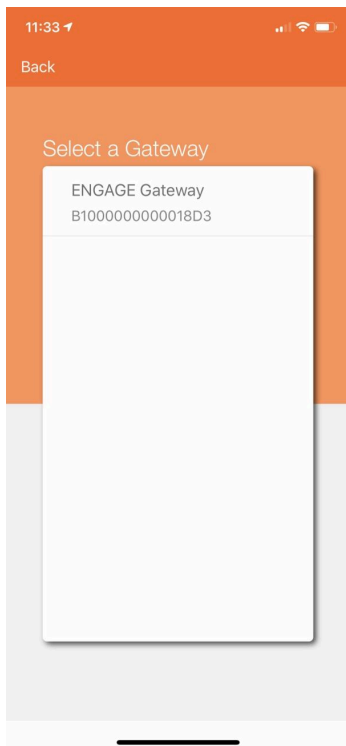 11:33
Back
Select a Gateway
ENGAGE Gateway
B1000000000018D3